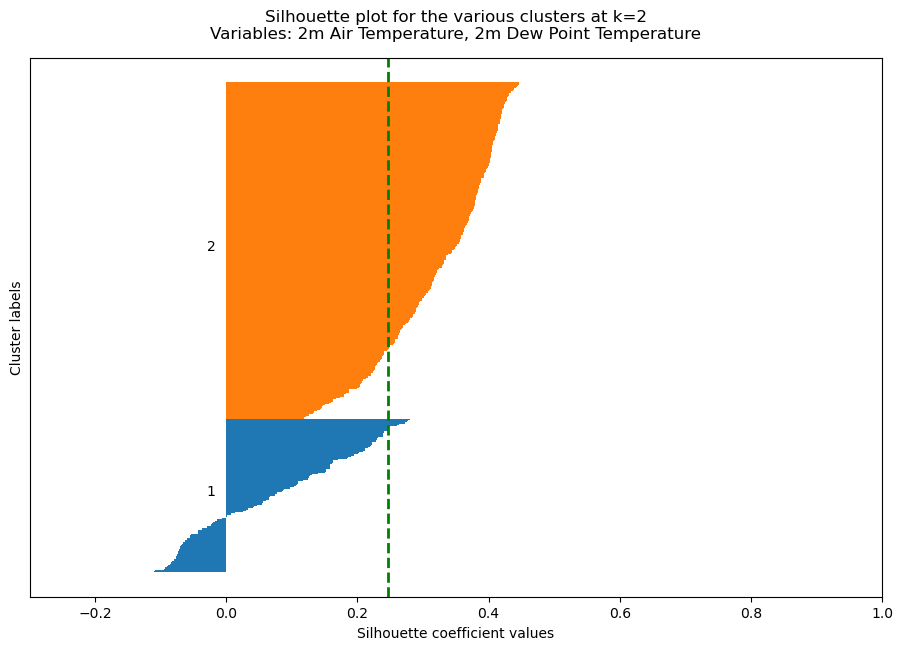 Silhouette plot for the various clusters at k=2
Variables: 2m Air Temperature, 2m Dew Point Temperature
2
1
Cluster labels
−0.2
0.0
0.2
0.4
0.6
0.8
1.0
Silhouette coefficient values